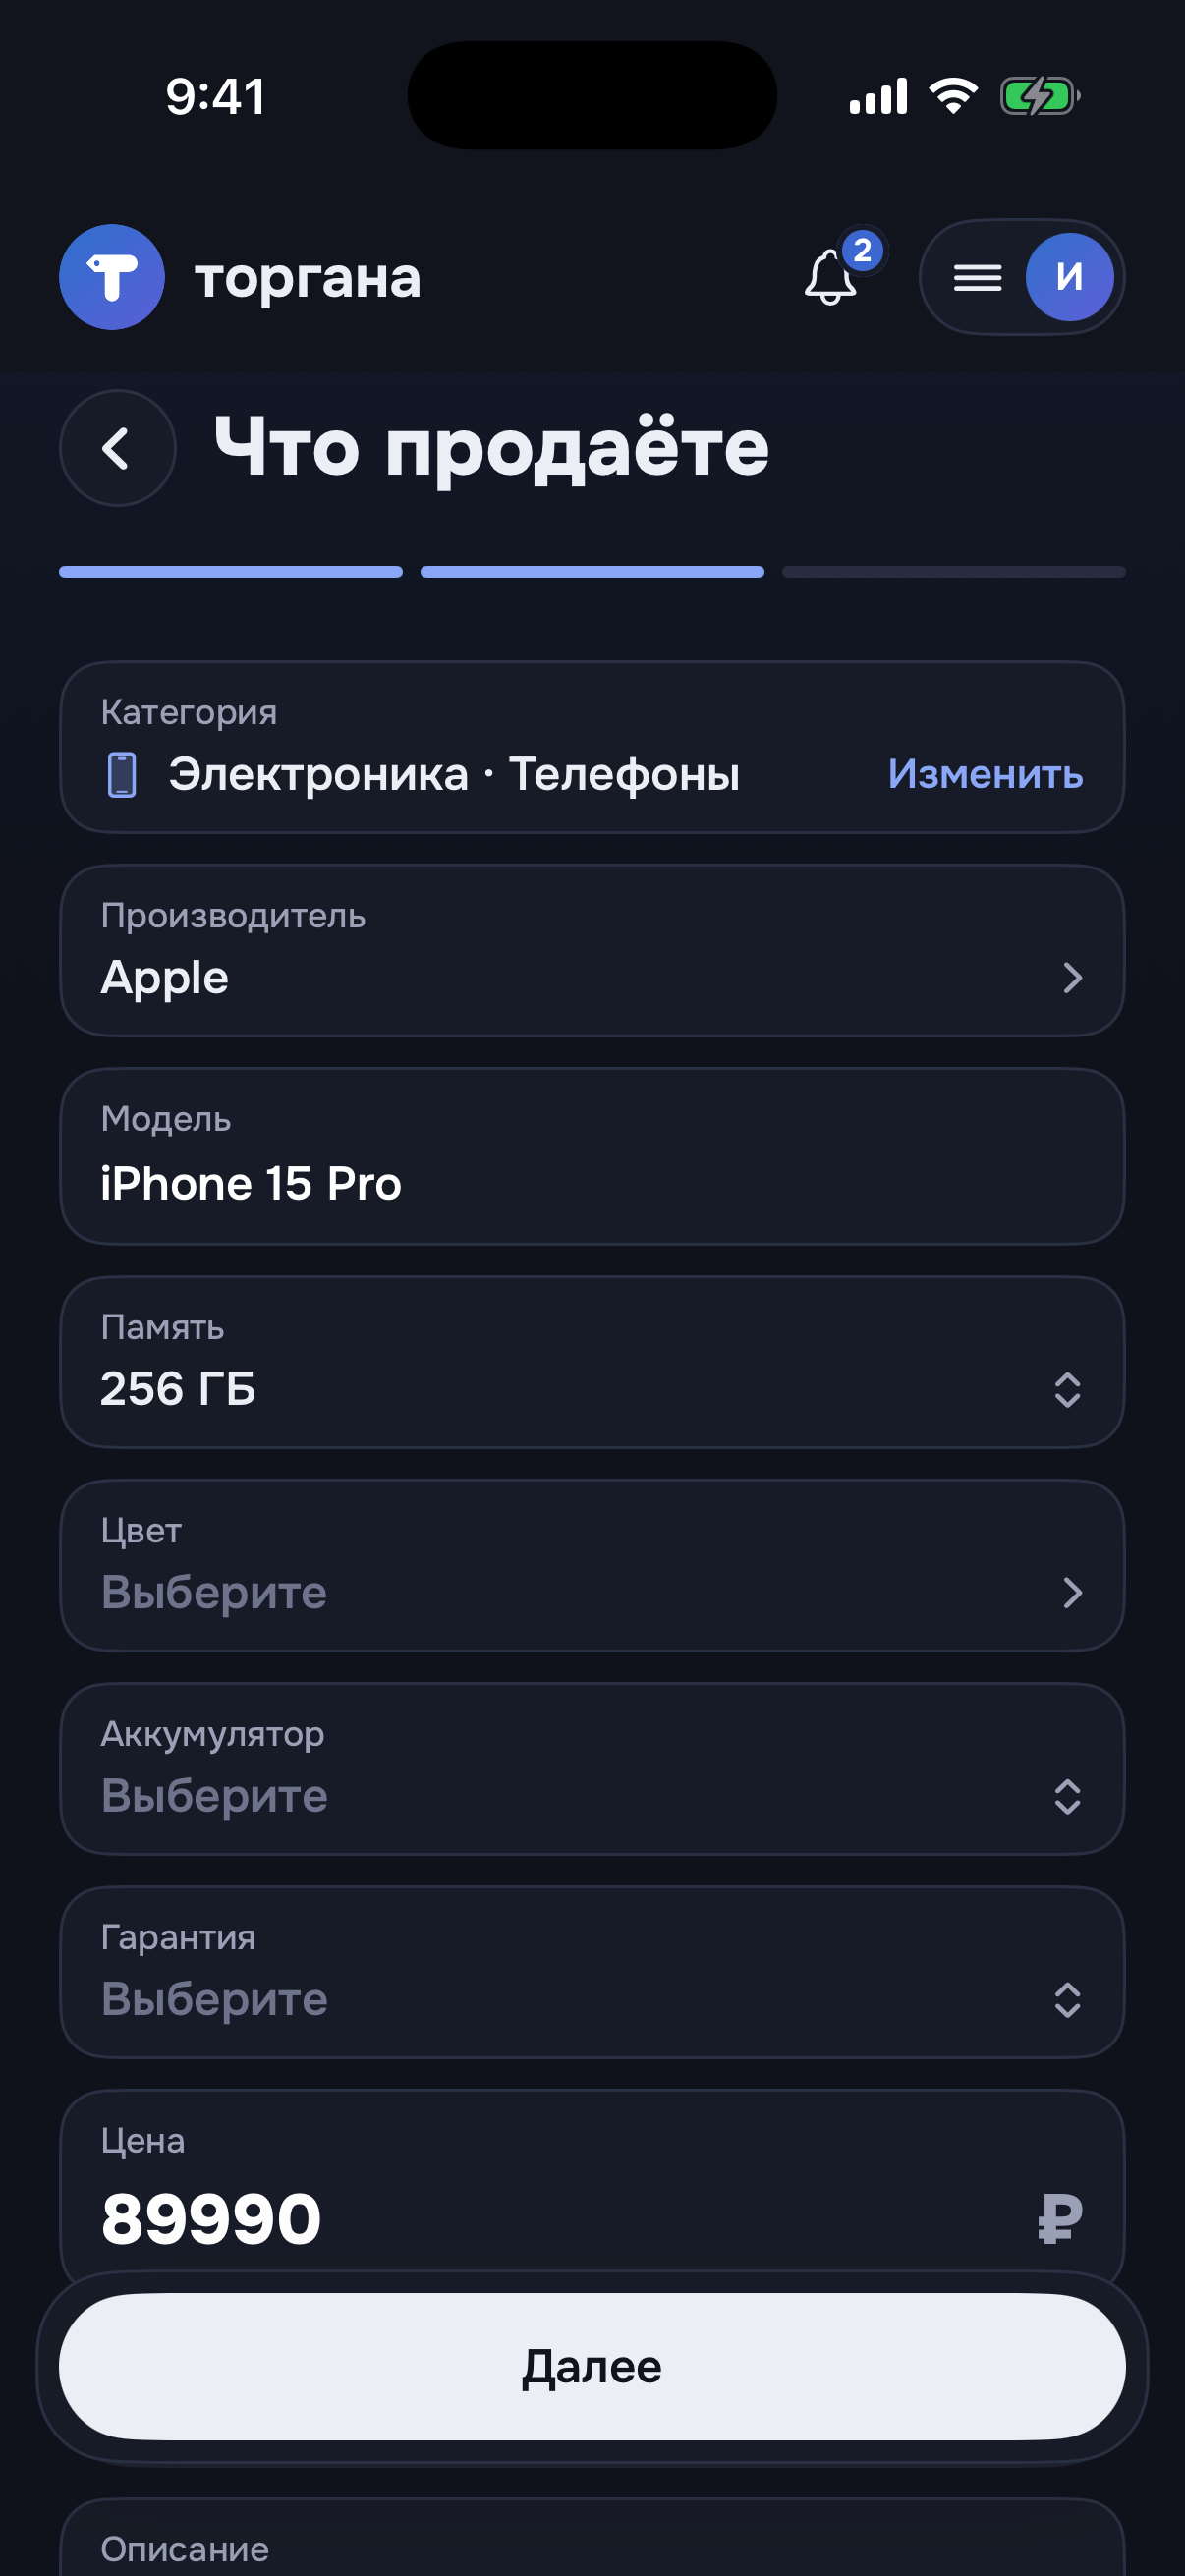 9:41
торгана
2
И
Что продаёте
Категория
Электроника · Телефоны
Изменить
Производитель
Apple
Модель
iPhone 15 Pro
Память
256 ГБ
Цвет
Выберите
Аккумулятор
Выберите
Гарантия
Выберите
Цена
89990 ₽
Далее
Описание